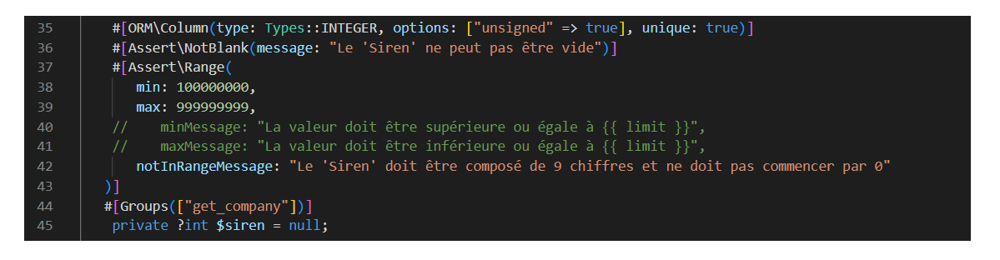 35 #[ORM\Column(type: Types::INTEGER, options: ["unsigned" => true], unique: true)]
36 #[Assert\NotBlank(message: "Le 'Siren' ne peut pas être vide")]
37 #[Assert\Range(
38 min: 100000000,
39 max: 999999999,
40 // minMessage: "La valeur doit être supérieure ou égale à {{ limit }}",
41 // maxMessage: "La valeur doit être inférieure ou égale à {{ limit }}",
42 notInRangeMessage: "Le 'Siren' doit être composé de 9 chiffres et ne doit pas commencer par 0"
43 )]
44 #[Groups(["get_company"])]
45 private ?int $siren = null;